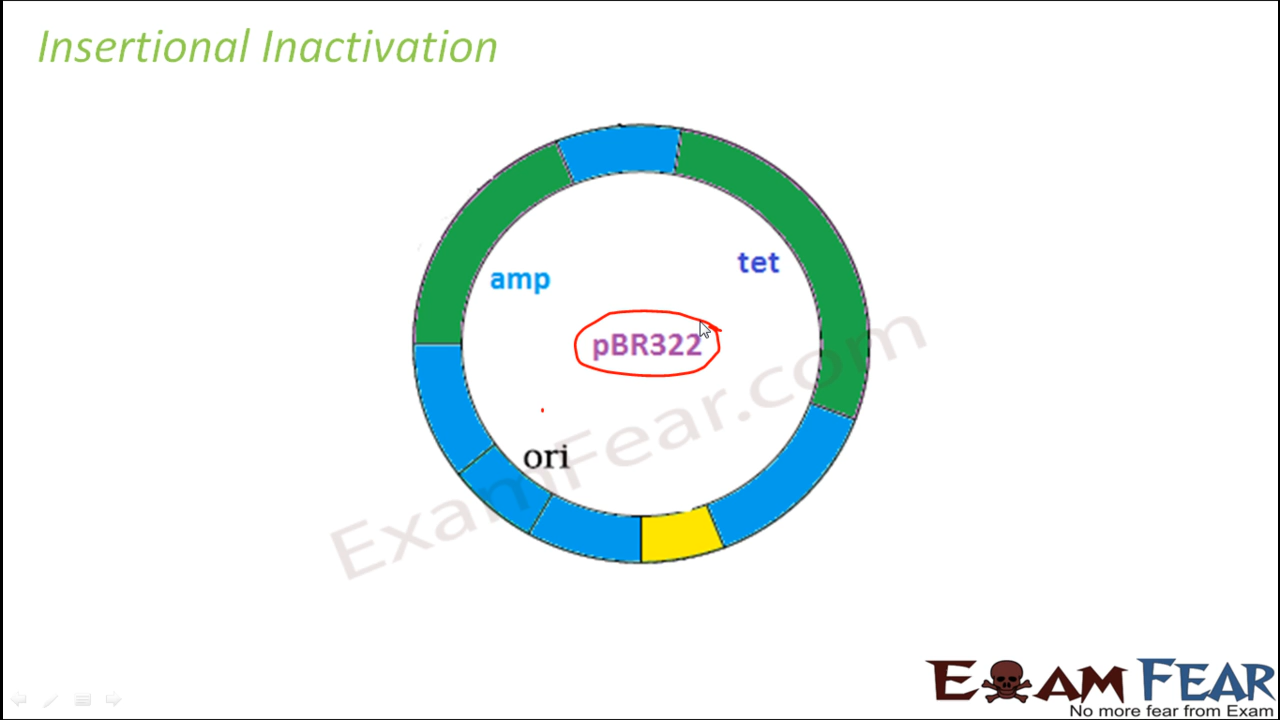 Insertional Inactivation
tet
amp
pBR322
ori
ExamFear.com
EXAM FEAR
No more fear from Exam